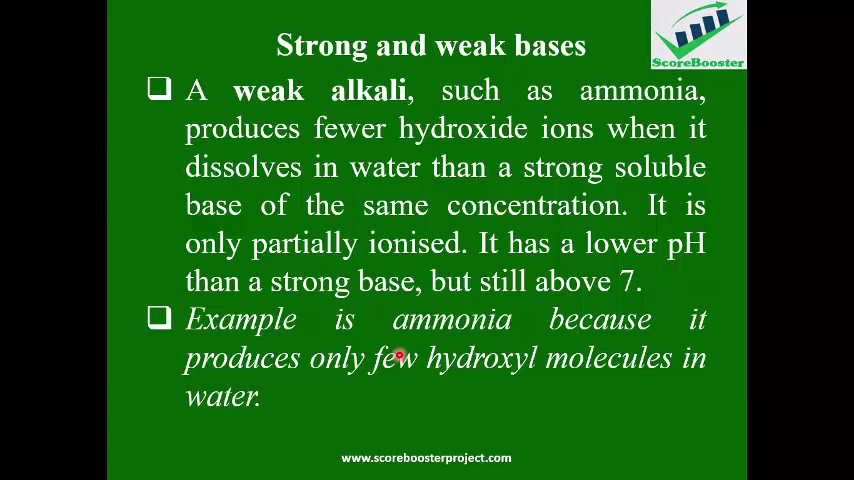 Strong and weak bases
ScoreBooster
A weak alkali, such as ammonia,
produces fewer hydroxide ions when it
dissolves in water than a strong soluble
base of the same concentration. It is
only partially ionised. It has a lower pH
than a strong base, but still above 7.
Example is ammonia because it
produces only few hydroxyl molecules in
water.
www.scoreboosterproject.com